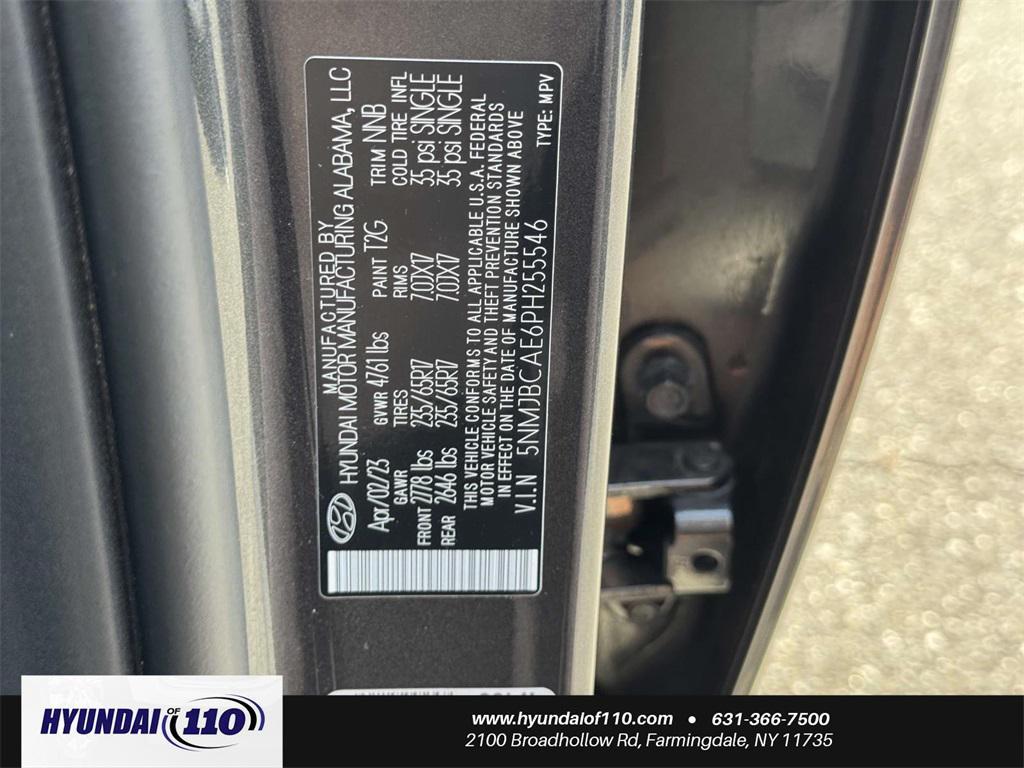 MANUFACTURED BY
HYUNDAI MOTOR MANUFACTURING ALABAMA, LLC
Apr/02/23 GVWR 4761 lbs PAINT T2G TRIM NNB
GAWR TIRES RIMS COLD TIRE INFL
FRONT 2778 lbs 235/65R17 7.0JX17 35 psi SINGLE
REAR 2646 lbs 235/65R17 7.0JX17 35 psi SINGLE
THIS VEHICLE CONFORMS TO ALL APPLICABLE U.S.A. FEDERAL
MOTOR VEHICLE SAFETY AND THEFT PREVENTION STANDARDS
IN EFFECT ON THE DATE OF MANUFACTURE SHOWN ABOVE
V.I.N 5NMJBCAE6PH255546 TYPE: MPV
HYUNDAI OF 110
www.hyundaiof110.com • 631-366-7500
2100 Broadhollow Rd, Farmingdale, NY 11735